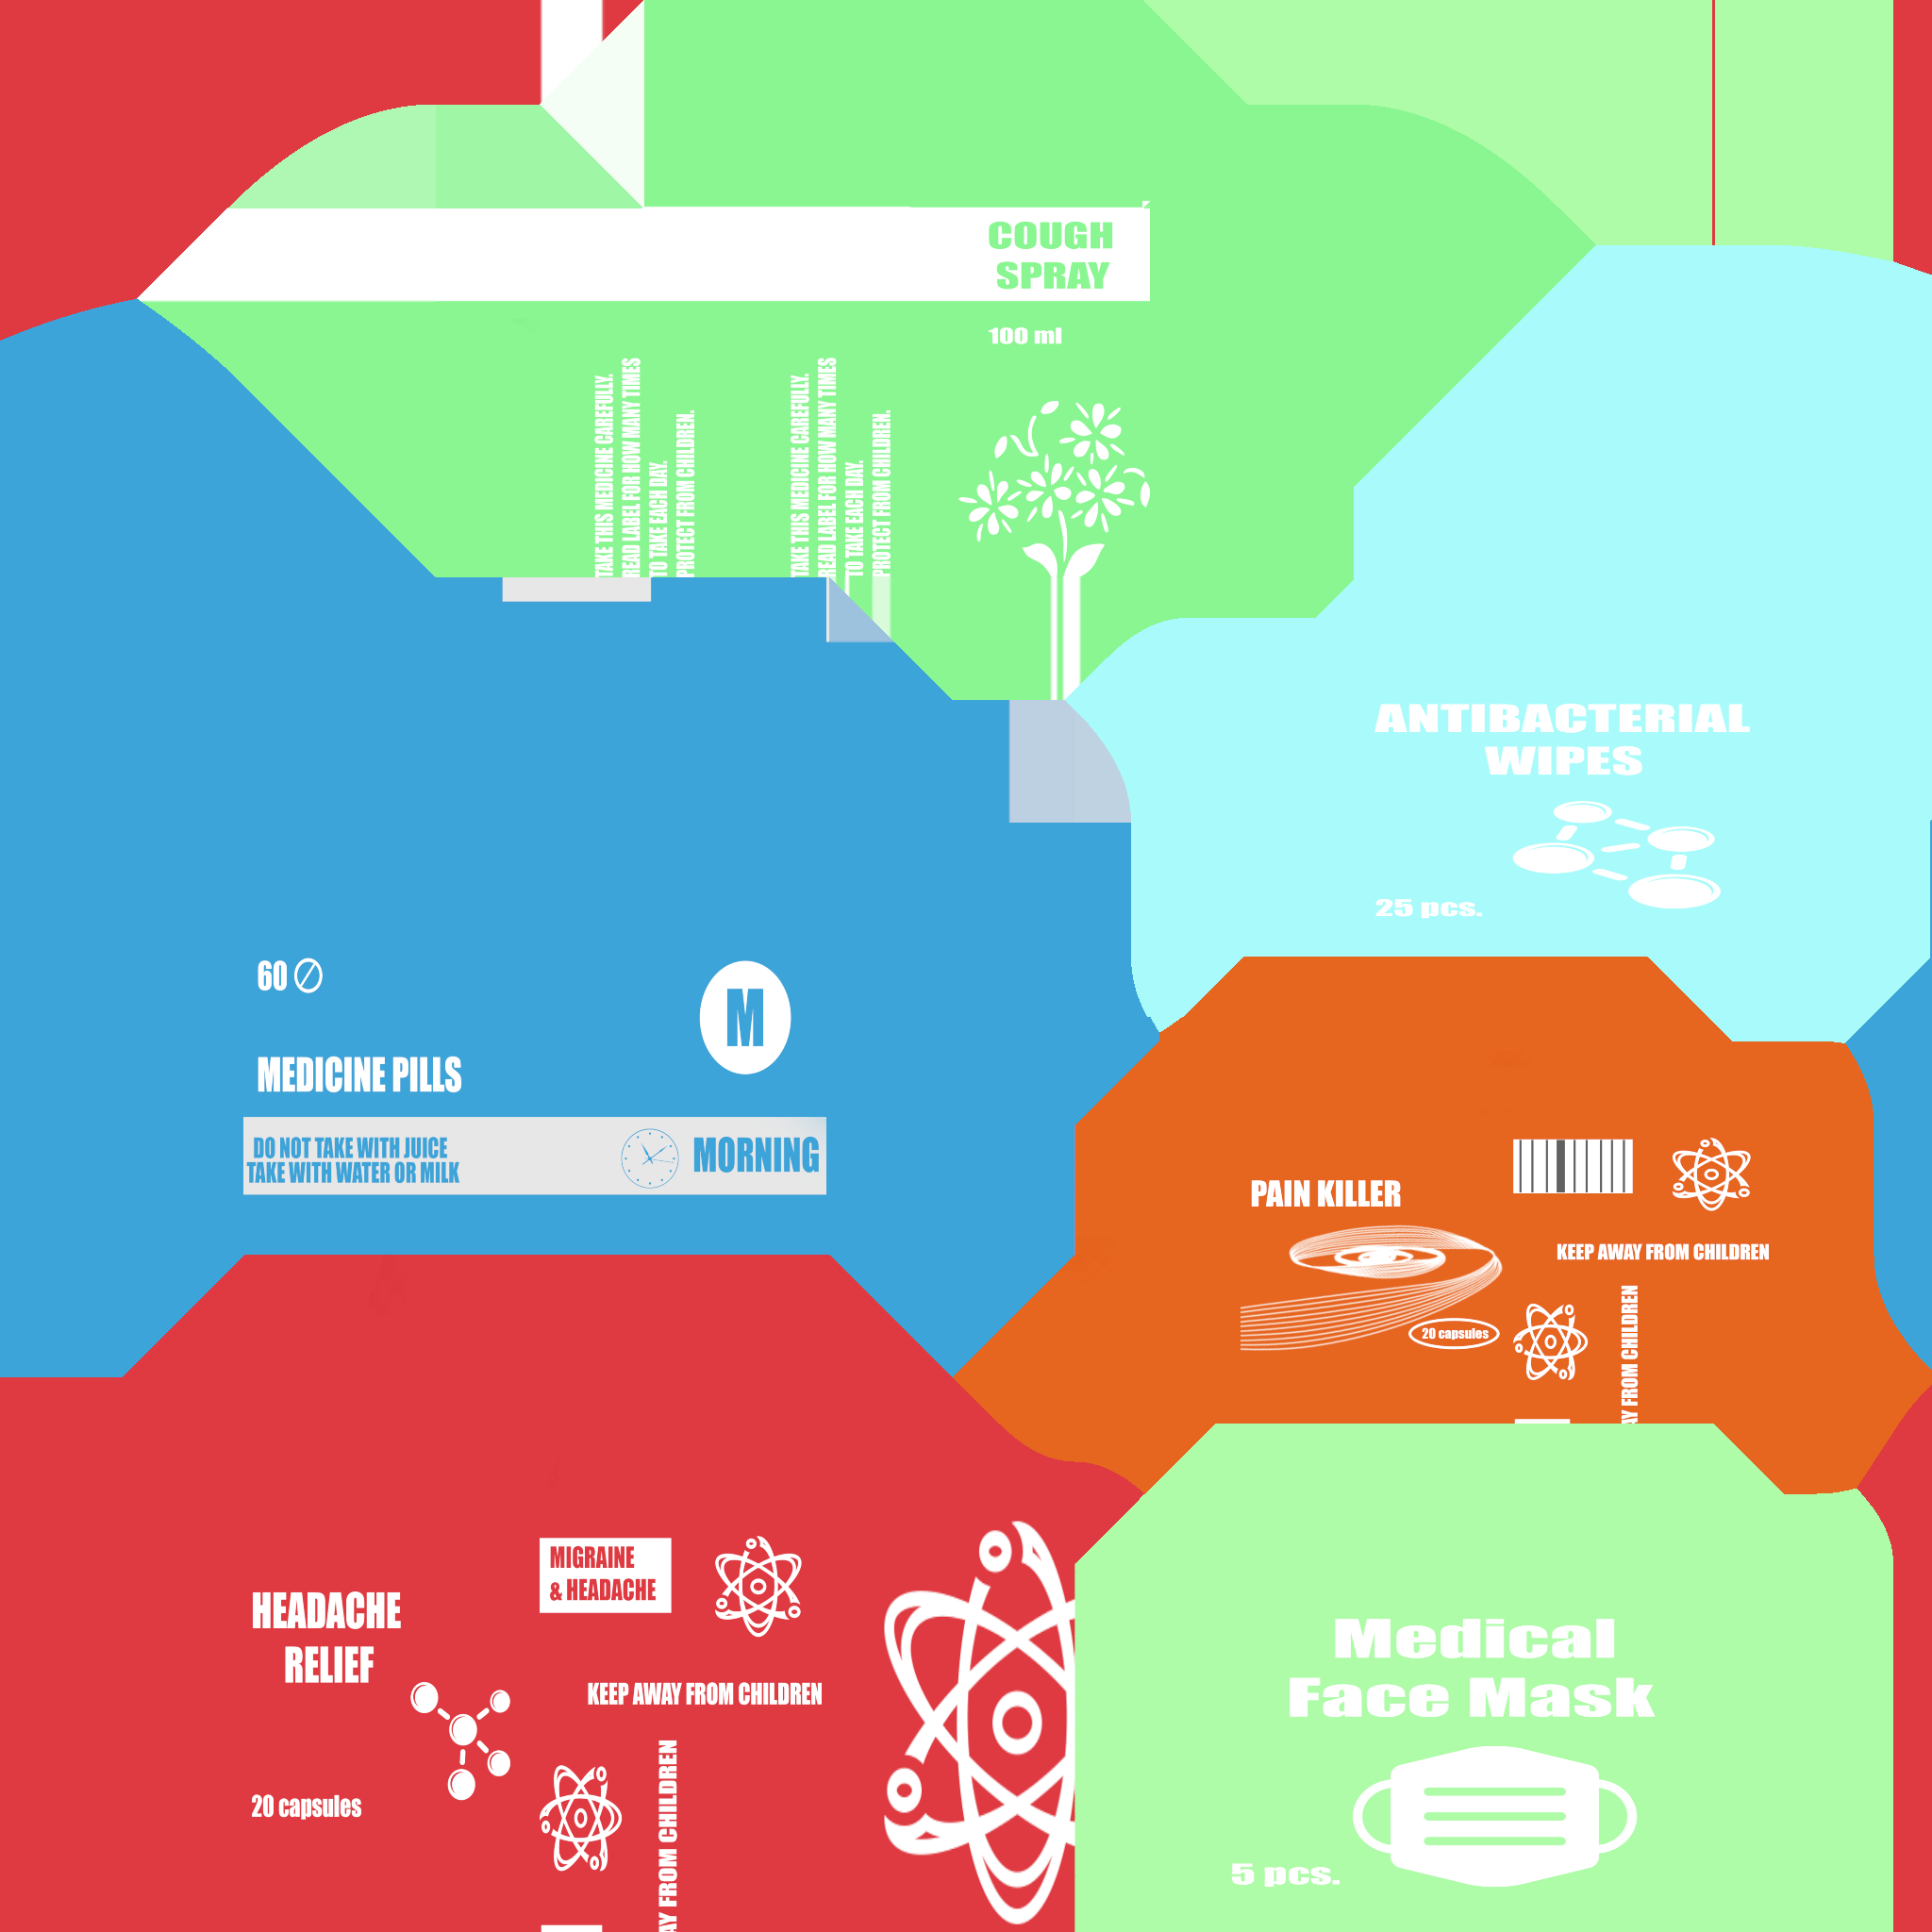 COUGH
SPRAY
100 ml
TAKE THIS MEDICINE CAREFULLY.
READ LABEL FOR HOW MANY TIMES
TO TAKE EACH DAY.
PROTECT FROM CHILDREN.
TAKE THIS MEDICINE CAREFULLY.
READ LABEL FOR HOW MANY TIMES
TO TAKE EACH DAY.
PROTECT FROM CHILDREN.
ANTIBACTERIAL
WIPES
25 pcs.
60
M
MEDICINE PILLS
DO NOT TAKE WITH JUICE
TAKE WITH WATER OR MILK
MORNING
PAIN KILLER
20 capsules
KEEP AWAY FROM CHILDREN
AY FROM CHILDREN
HEADACHE
RELIEF
20 capsules
MIGRAINE
& HEADACHE
KEEP AWAY FROM CHILDREN
AY FROM CHILDREN
Medical
Face Mask
5 pcs.